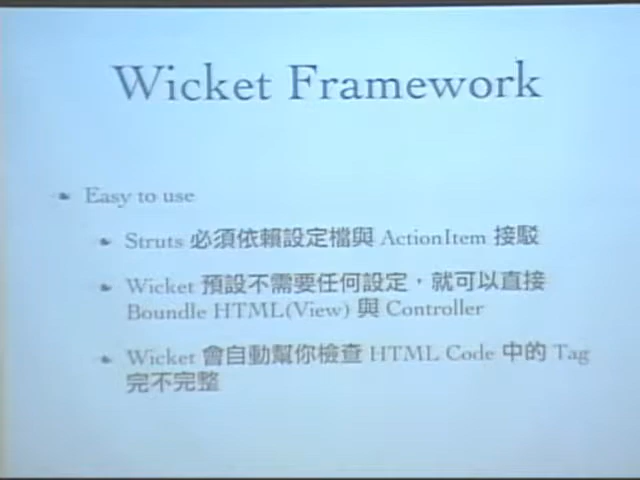 Wicket Framework
Easy to use
Struts 必須依賴設定檔與 ActionItem 接駁
Wicket 預設不需要任何設定，就可以直接
Boundle HTML(View) 與 Controller
Wicket 會自動幫你檢查 HTML Code 中的 Tag
完不完整